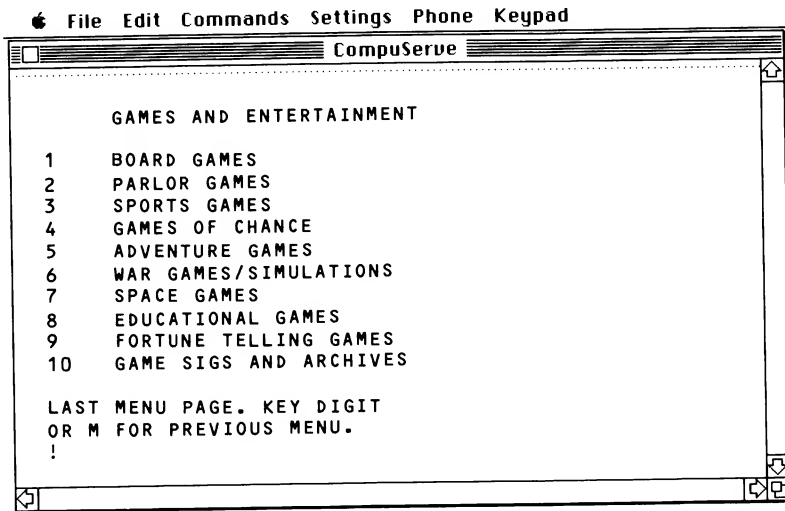 File Edit Commands Settings Phone Keypad
CompuServe
GAMES AND ENTERTAINMENT
1 BOARD GAMES
2 PARLOR GAMES
3 SPORTS GAMES
4 GAMES OF CHANCE
5 ADVENTURE GAMES
6 WAR GAMES/SIMULATIONS
7 SPACE GAMES
8 EDUCATIONAL GAMES
9 FORTUNE TELLING GAMES
10 GAME SIGS AND ARCHIVES
LAST MENU PAGE. KEY DIGIT
OR M FOR PREVIOUS MENU.
!